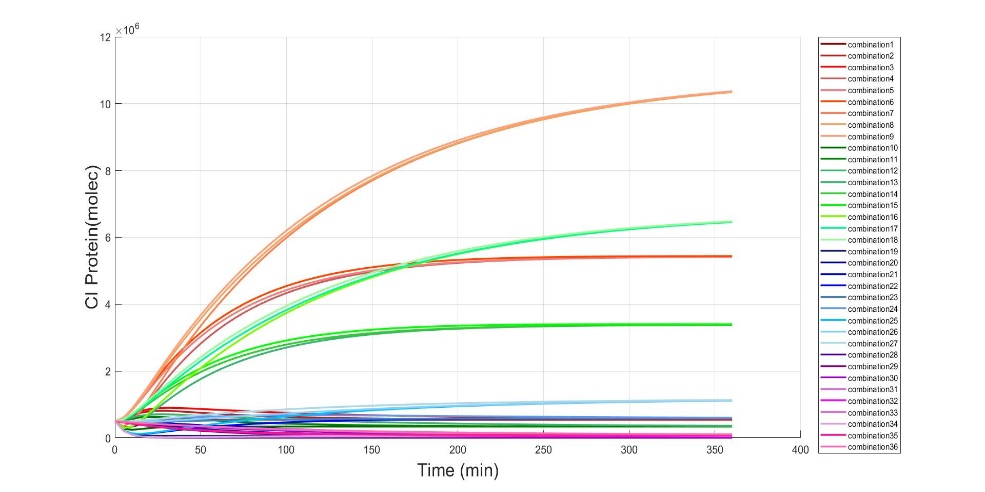 ×10⁶
12
10
8
6
4
2
0
0 50 100 150 200 250 300 350 400
CI Protein(molec)
Time (min)
combination1
combination2
combination3
combination4
combination5
combination6
combination7
combination8
combination9
combination10
combination11
combination12
combination13
combination14
combination15
combination16
combination17
combination18
combination19
combination20
combination21
combination22
combination23
combination24
combination25
combination26
combination27
combination28
combination29
combination30
combination31
combination32
combination33
combination34
combination35
combination36